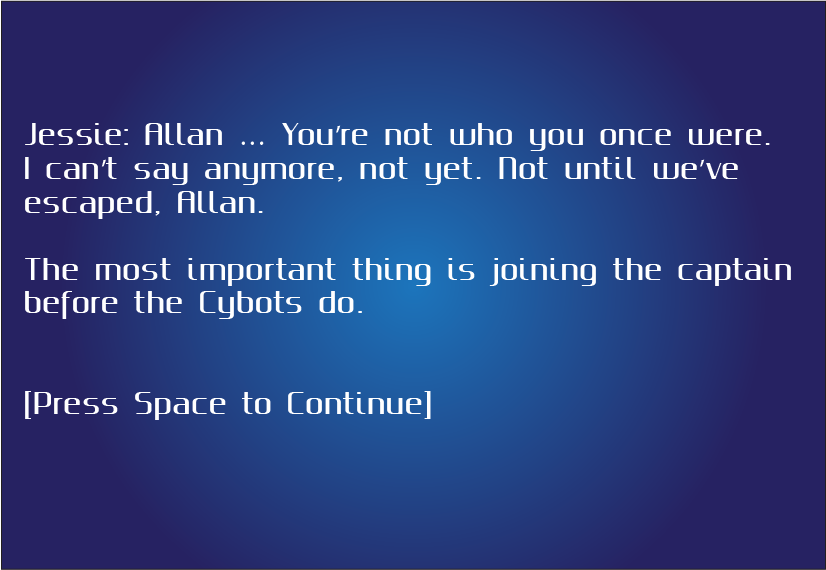 Jessie: Allan ... You're not who you once were.
I can't say anymore, not yet. Not until we've
escaped, Allan.
The most important thing is joining the captain
before the Cybots do.
[Press Space to Continue]